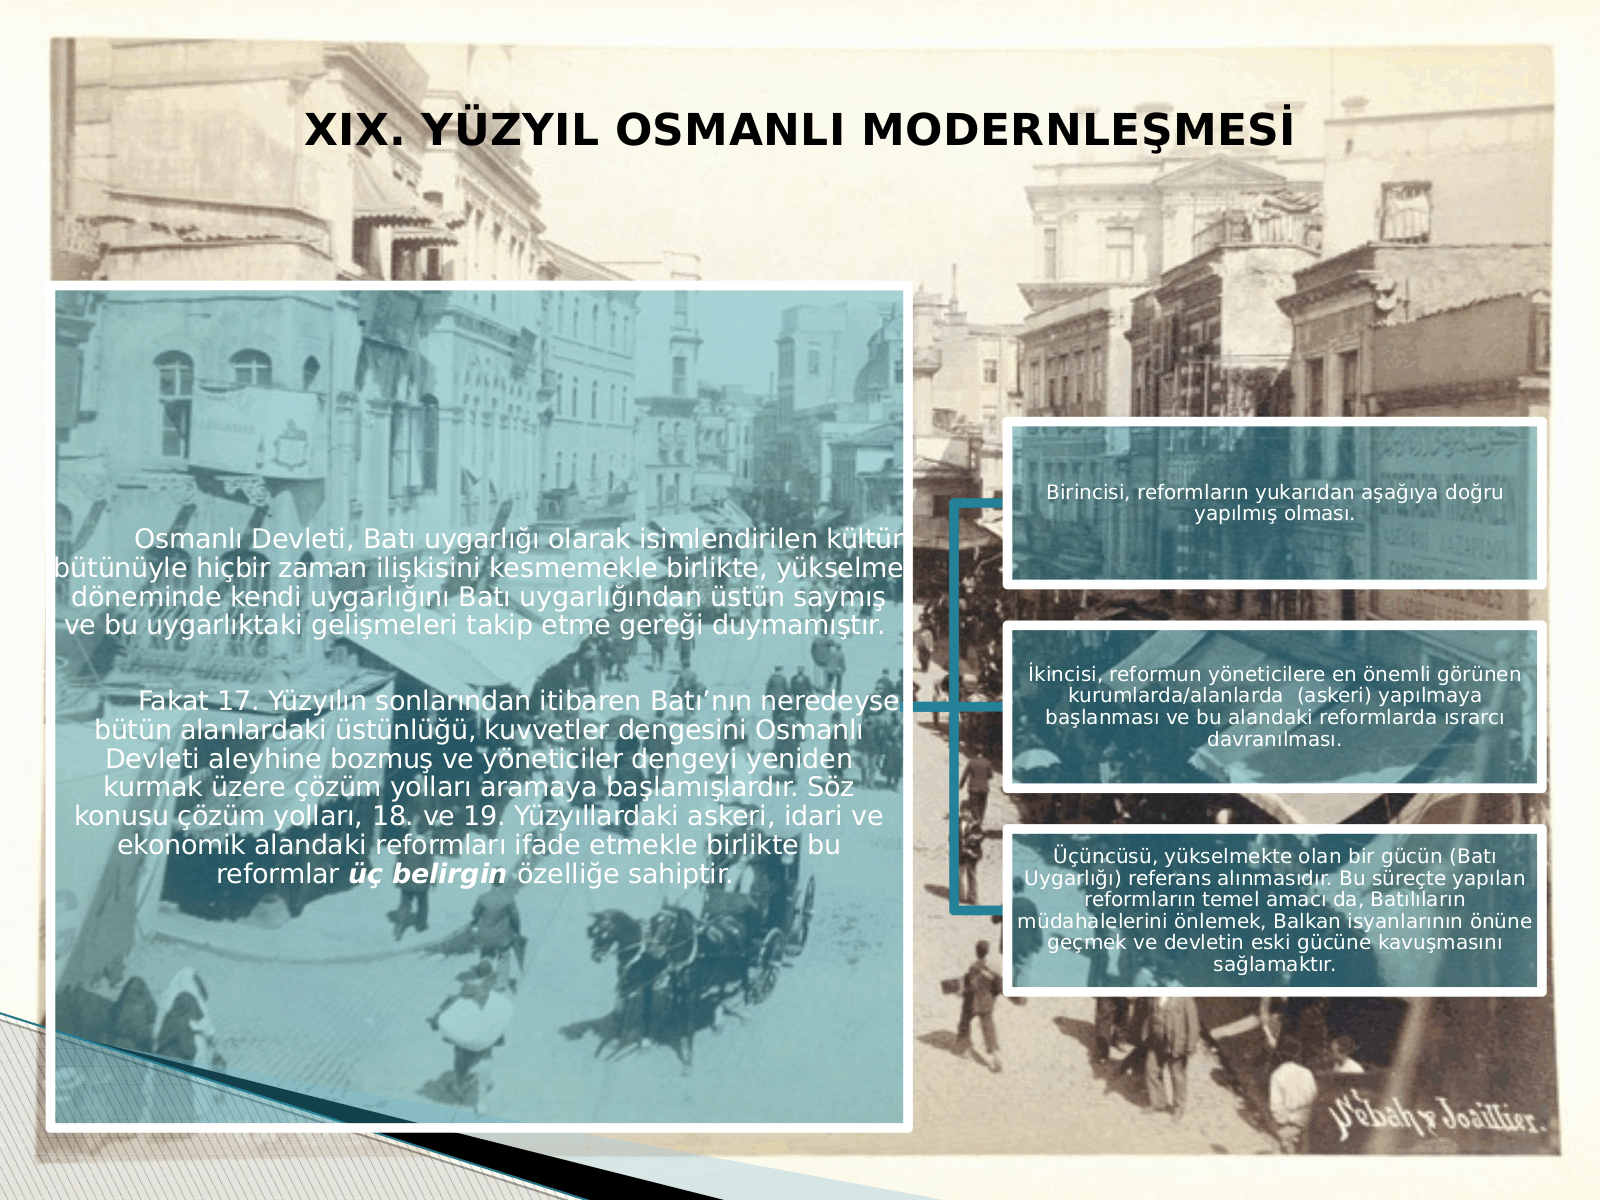 XIX. YÜZYIL OSMANLI MODERNLEŞMESİ
Osmanlı Devleti, Batı uygarlığı olarak isimlendirilen kültür
bütünüyle hiçbir zaman ilişkisini kesmemekle birlikte, yükselme
döneminde kendi uygarlığını Batı uygarlığından üstün saymış
ve bu uygarlıktaki gelişmeleri takip etme gereği duymamıştır.
Fakat 17. Yüzyılın sonlarından itibaren Batı’nın neredeyse
bütün alanlardaki üstünlüğü, kuvvetler dengesini Osmanlı
Devleti aleyhine bozmuş ve yöneticiler dengeyi yeniden
kurmak üzere çözüm yolları aramaya başlamışlardır. Söz
konusu çözüm yolları, 18. ve 19. Yüzyıllardaki askeri, idari ve
ekonomik alandaki reformları ifade etmekle birlikte bu
reformlar üç belirgin özelliğe sahiptir.
Birincisi, reformların yukarıdan aşağıya doğru
yapılmış olması.
İkincisi, reformun yöneticilere en önemli görünen
kurumlarda/alanlarda (askeri) yapılmaya
başlanması ve bu alandaki reformlarda ısrarcı
davranılması.
Üçüncüsü, yükselmekte olan bir gücün (Batı
Uygarlığı) referans alınmasıdır. Bu süreçte yapılan
reformların temel amacı da, Batılıların
müdahalelerini önlemek, Balkan isyanlarının önüne
geçmek ve devletin eski gücüne kavuşmasını
sağlamaktır.
Sébah & Joaillier.